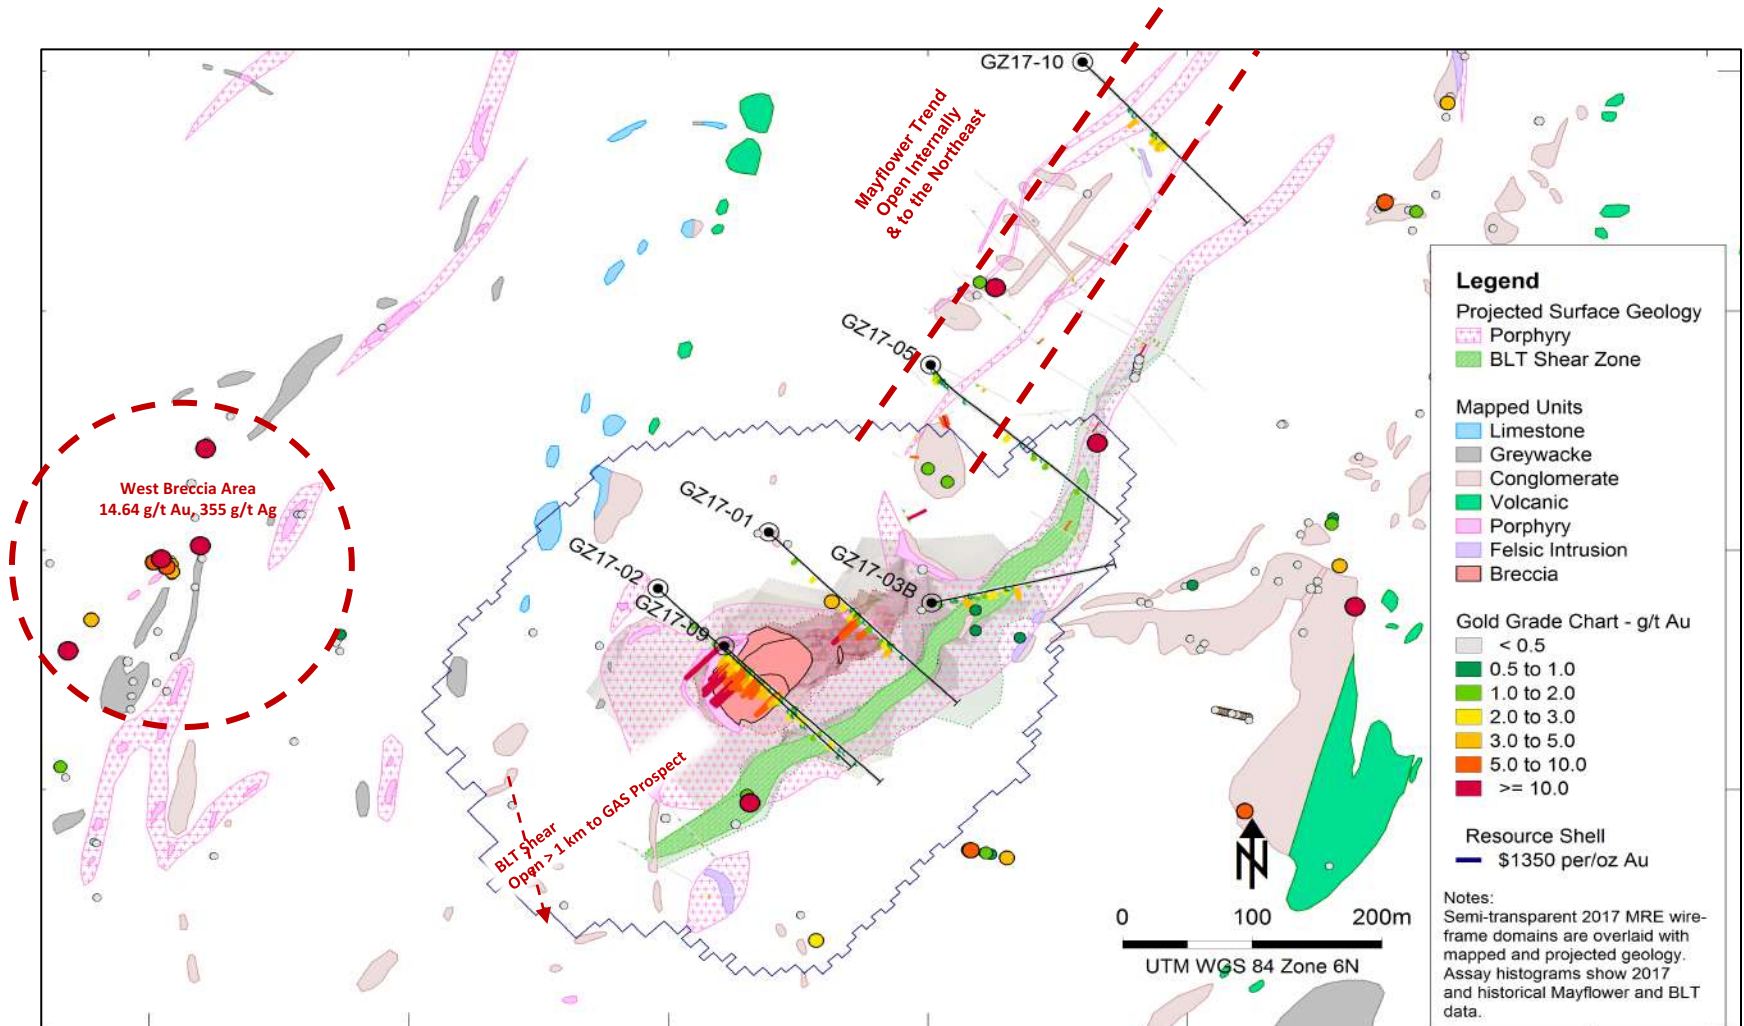 GZ17-10
Mayflower Trend
Open Internally
& to the Northeast
GZ17-05
West Breccia Area
14.64 g/t Au, 355 g/t Ag
GZ17-01
GZ17-02
GZ17-03B
GZ17-09
BLT Shear
Open > 1 km to GAS Prospect
N
0 100 200m
UTM WGS 84 Zone 6N
Legend
Projected Surface Geology
Porphyry
BLT Shear Zone
Mapped Units
Limestone
Greywacke
Conglomerate
Volcanic
Porphyry
Felsic Intrusion
Breccia
Gold Grade Chart - g/t Au
< 0.5
0.5 to 1.0
1.0 to 2.0
2.0 to 3.0
3.0 to 5.0
5.0 to 10.0
>= 10.0
Resource Shell
$1350 per/oz Au
Notes:
Semi-transparent 2017 MRE wire-
frame domains are overlaid with
mapped and projected geology.
Assay histograms show 2017
and historical Mayflower and BLT
data.